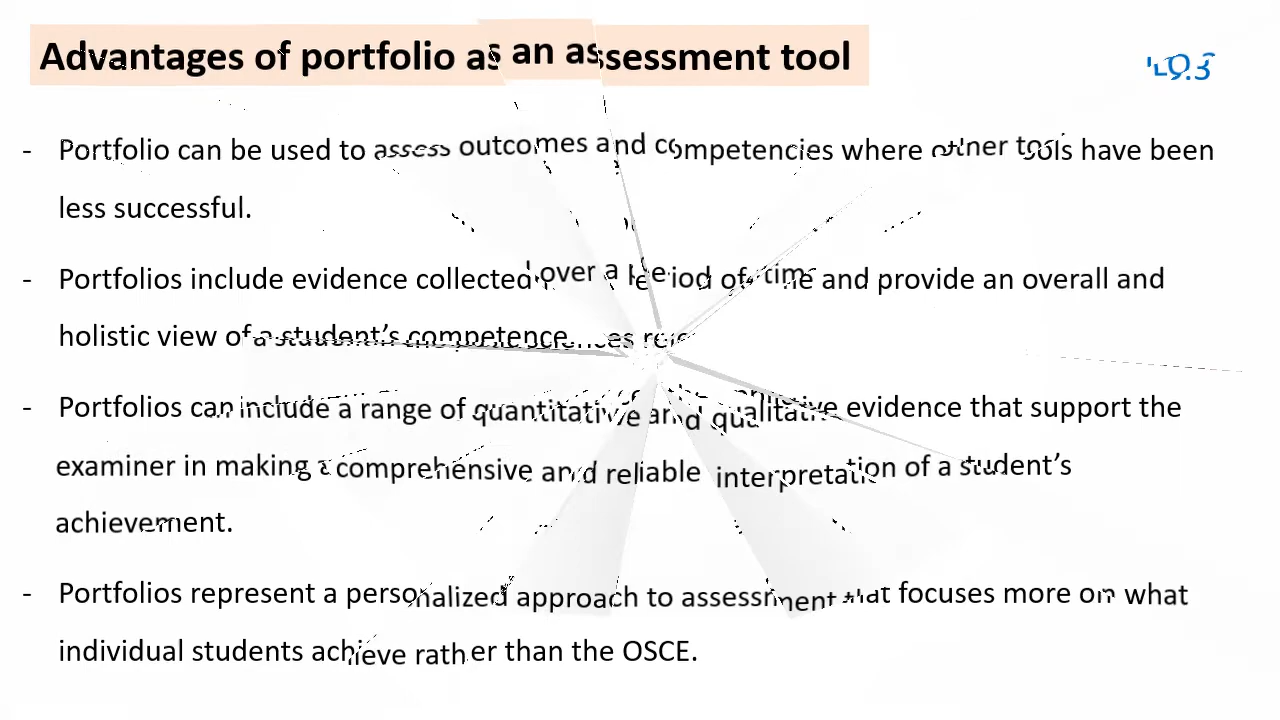 Advantages of portfolio as an assessment tool
- Portfolio can be used to assess outcomes and competencies where other tools have been
less successful.
- Portfolios include evidence collected over a period of time and provide an overall and
holistic view of a student's competence
- Portfolios can include a range of quantitative and qualitative evidence that support the
examiner in making a comprehensive and reliable interpretation of a student's
achievement.
- Portfolios represent a personalized approach to assessment that focuses more on what
individual students achieve rather than the OSCE.